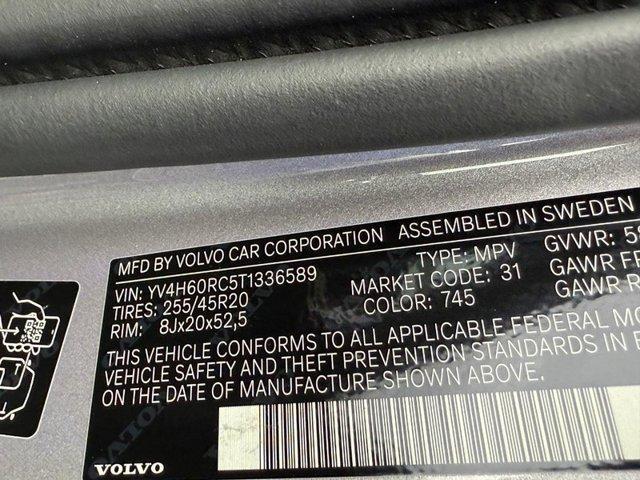 MFD BY VOLVO CAR CORPORATION ASSEMBLED IN SWEDEN
VIN: YV4H60RC5T1336589 TYPE: MPV GVWR:
TIRES: 255/45R20 MARKET CODE: 31 GAWR
RIM: 8Jx20x52,5 COLOR: 745 GAWR
THIS VEHICLE CONFORMS TO ALL APPLICABLE FEDERAL
VEHICLE SAFETY AND THEFT PREVENTION STANDARDS IN
ON THE DATE OF MANUFACTURE SHOWN ABOVE.
VOLVO